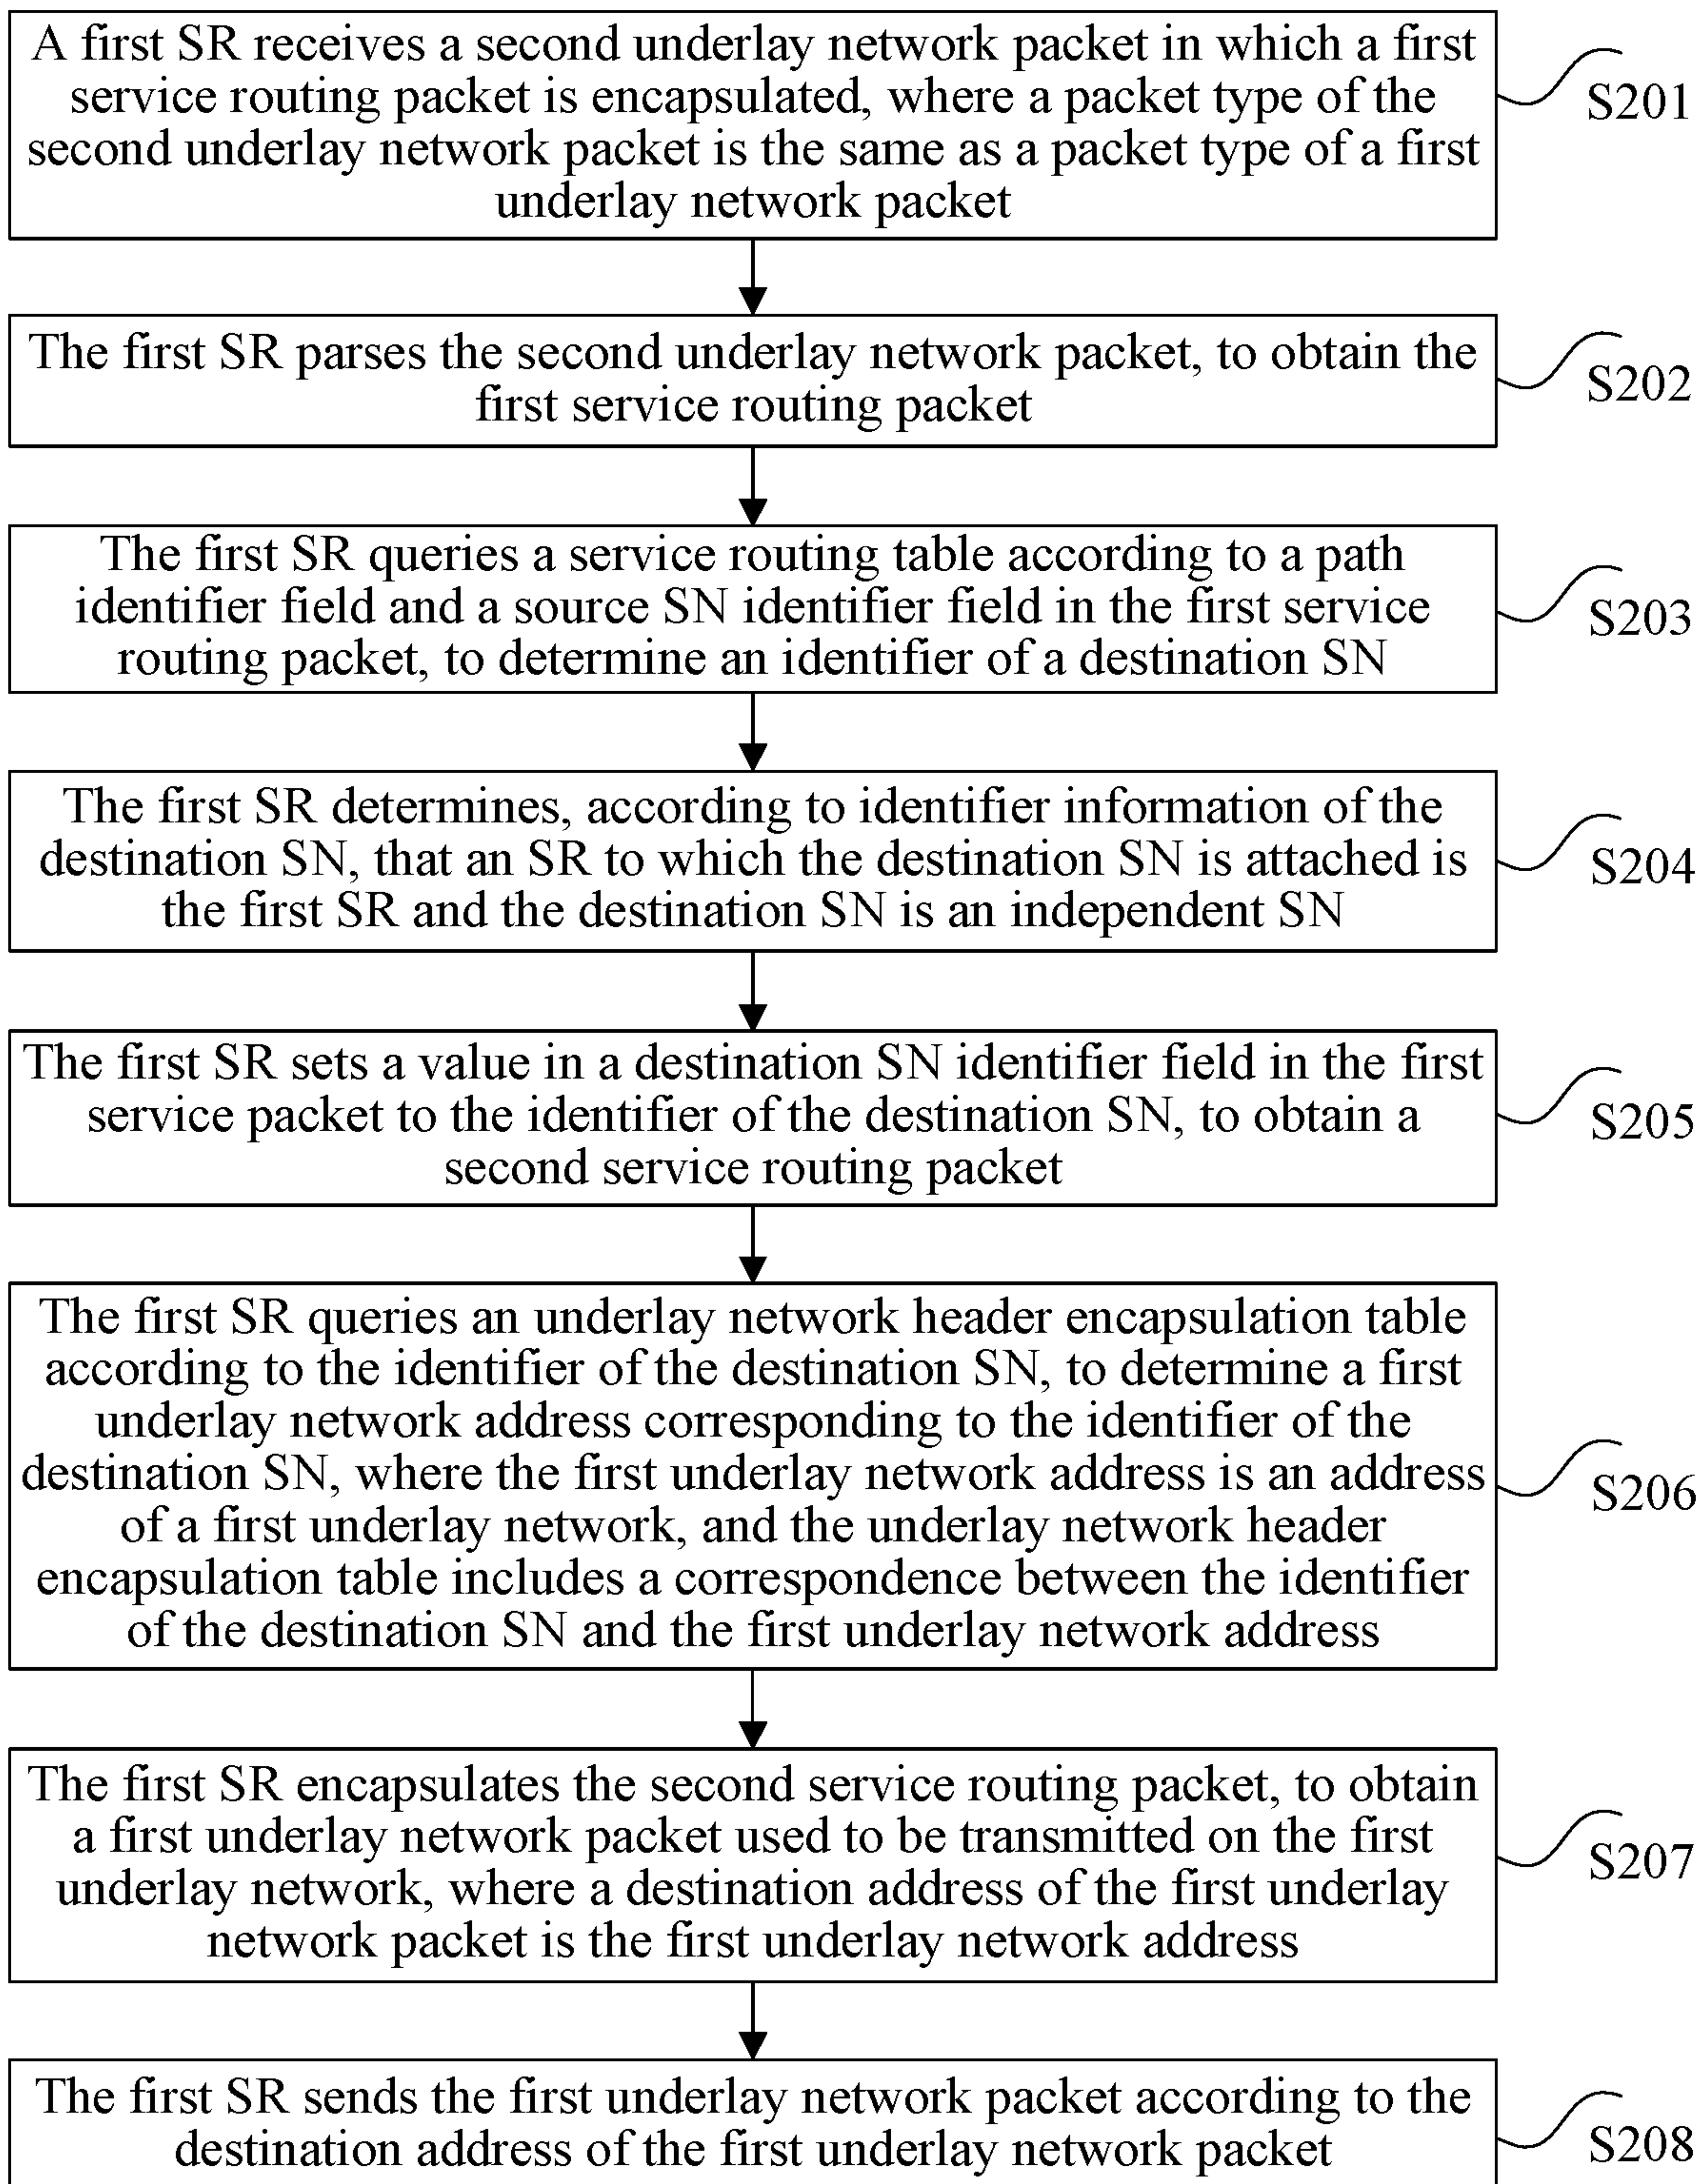 A first SR receives a second underlay network packet in which a first
service routing packet is encapsulated, where a packet type of the
second underlay network packet is the same as a packet type of a first
underlay network packet
S201
The first SR parses the second underlay network packet, to obtain the
first service routing packet
S202
The first SR queries a service routing table according to a path
identifier field and a source SN identifier field in the first service
routing packet, to determine an identifier of a destination SN
S203
The first SR determines, according to identifier information of the
destination SN, that an SR to which the destination SN is attached is
the first SR and the destination SN is an independent SN
S204
The first SR sets a value in a destination SN identifier field in the first
service packet to the identifier of the destination SN, to obtain a
second service routing packet
S205
The first SR queries an underlay network header encapsulation table
according to the identifier of the destination SN, to determine a first
underlay network address corresponding to the identifier of the
destination SN, where the first underlay network address is an address
of a first underlay network, and the underlay network header
encapsulation table includes a correspondence between the identifier
of the destination SN and the first underlay network address
S206
The first SR encapsulates the second service routing packet, to obtain
a first underlay network packet used to be transmitted on the first
underlay network, where a destination address of the first underlay
network packet is the first underlay network address
S207
The first SR sends the first underlay network packet according to the
destination address of the first underlay network packet
S208